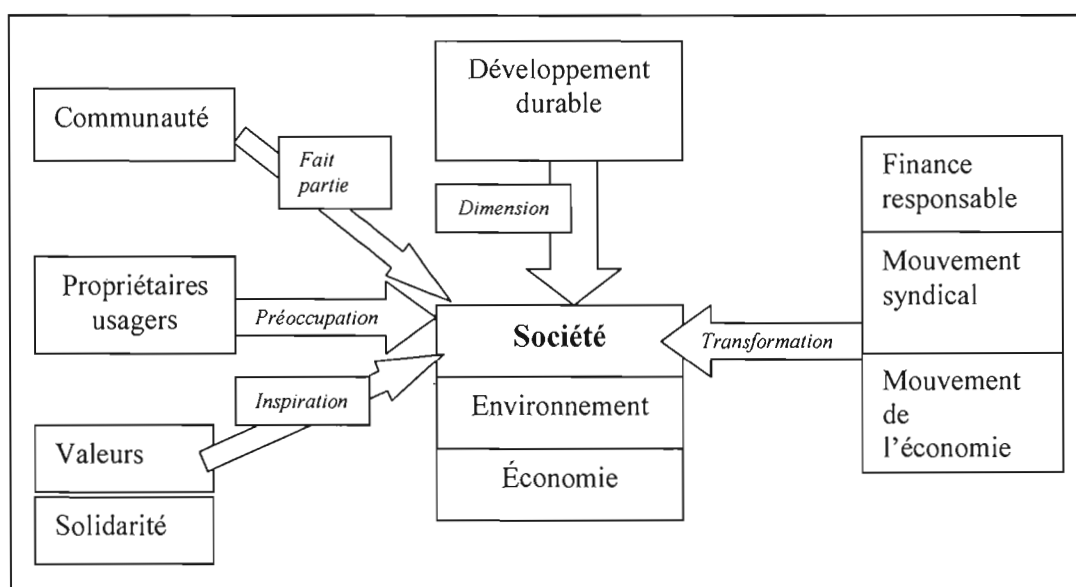 Développement
durable
Communauté
Fait
partie
Dimension
Finance
responsable
Mouvement
syndical
Mouvement
de
l'économie
Propriétaires
usagers
Préoccupation
Société
Environnement
Économie
Transformation
Inspiration
Valeurs
Solidarité